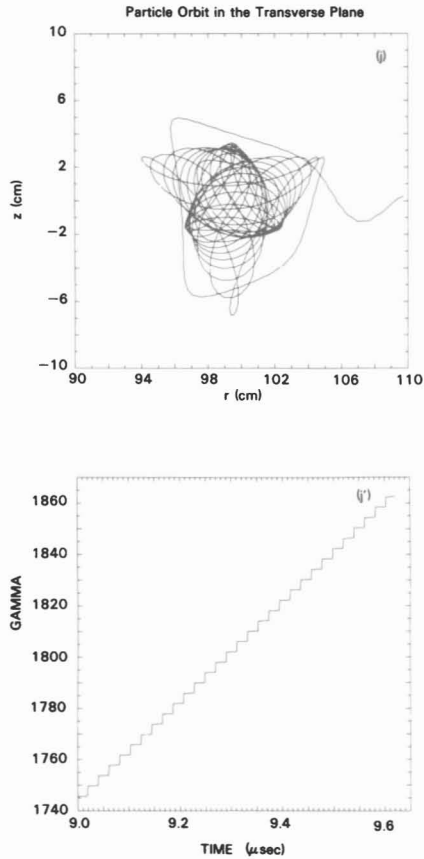 Particle Orbit in the Transverse Plane
10
(j)
6
2
z (cm)
−2
−6
−10
90 94 98 102 106 110
r (cm)
1860
(j')
1840
1820
GAMMA
1800
1780
1760
1740
9.0 9.2 9.4 9.6
TIME (μsec)